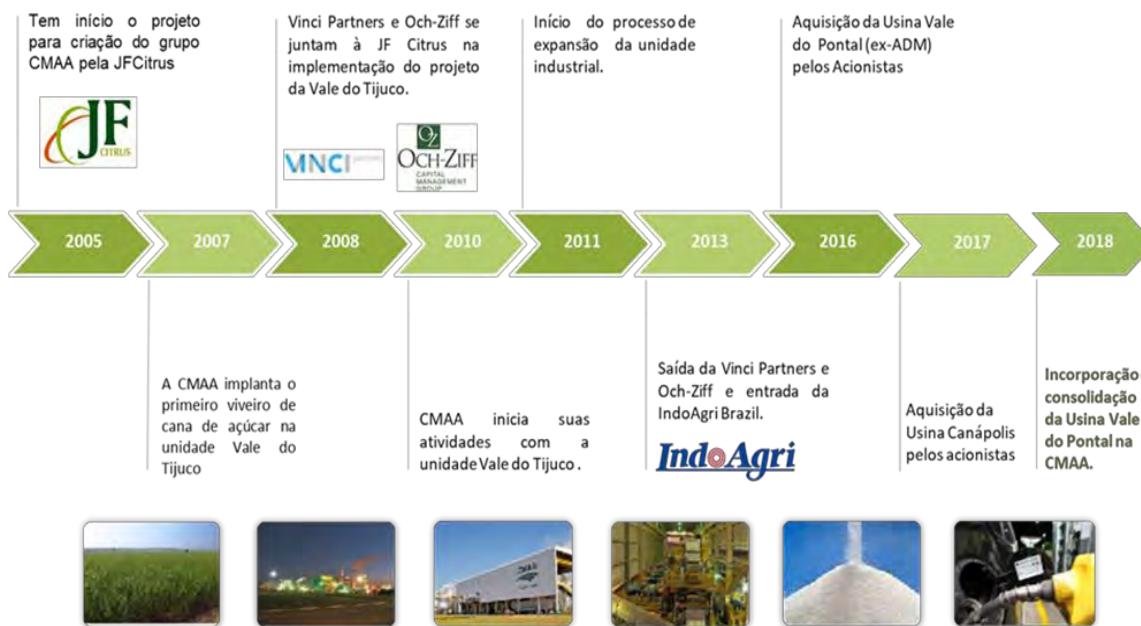 Tem início o projeto
para criação do grupo
CMAA pela JFCitrus
JF
CITRUS
Vinci Partners e Och-Ziff se
juntam à JF Citrus na
implementação do projeto
da Vale do Tijuco.
VINCI
OZ
OCH-ZIFF
CAPITAL
MANAGEMENT
GROUP
Início do processo de
expansão da unidade
industrial.
Aquisição da Usina Vale
do Pontal (ex-ADM)
pelos Acionistas
2005
2007
2008
2010
2011
2013
2016
2017
2018
A CMAA implanta o
primeiro viveiro de
cana de açúcar na
unidade Vale do
Tijuco
CMAA inicia suas
atividades com a
unidade Vale do Tijuco .
Saída da Vinci Partners e
Och-Ziff e entrada da
IndoAgri Brazil.
IndoAgri
Aquisição da
Usina Canápolis
pelos acionistas
Incorporação
consolidação
da Usina Vale
do Pontal na
CMAA.